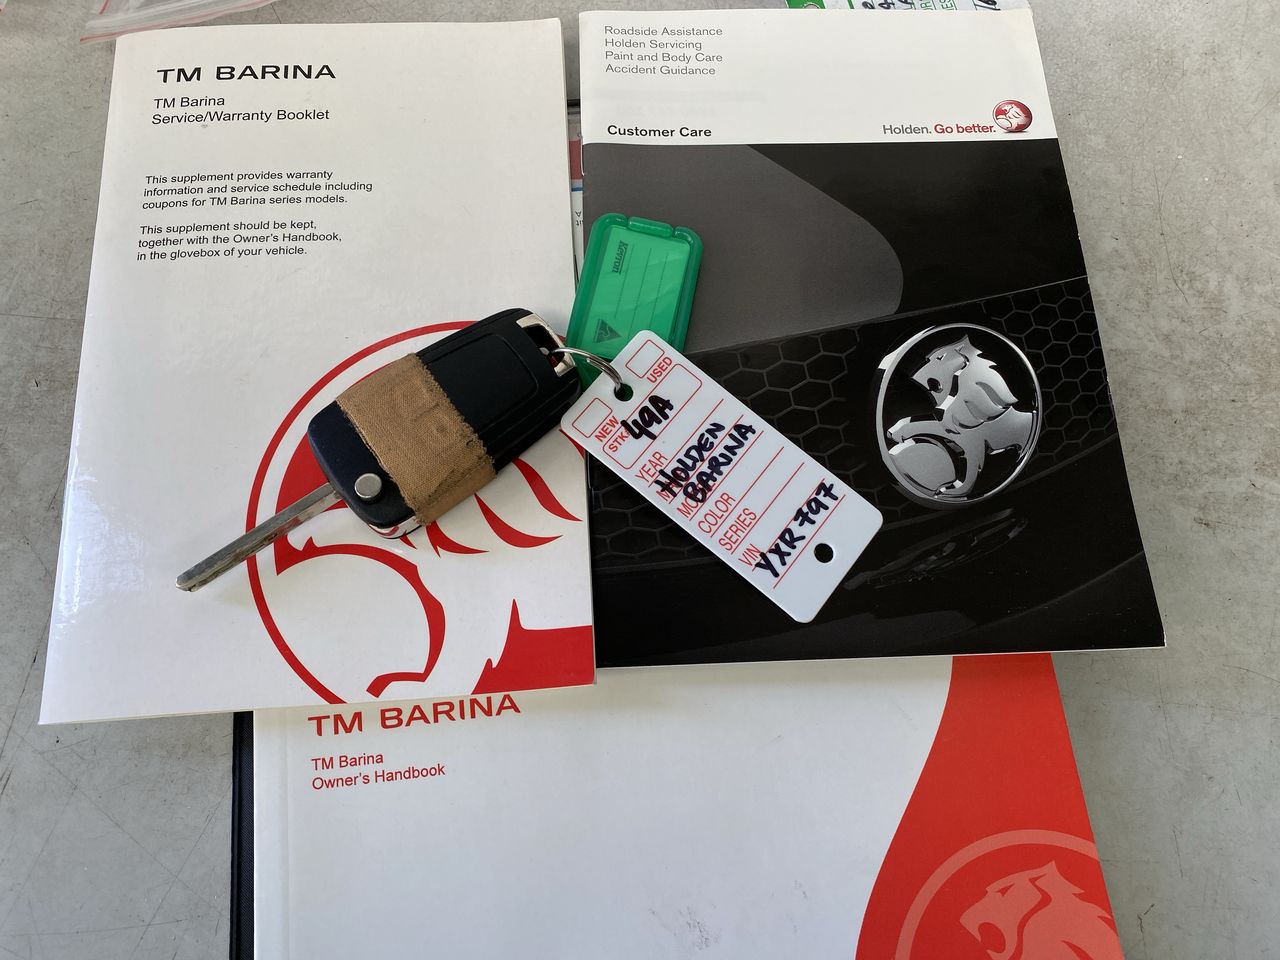 TM BARINA
TM Barina
Service/Warranty Booklet
This supplement provides warranty
information and service schedule including
coupons for TM Barina series models.
This supplement should be kept,
together with the Owner's Handbook,
in the glovebox of your vehicle.
Roadside Assistance
Holden Servicing
Paint and Body Care
Accident Guidance
Customer Care
Holden. Go better.
Kevron
USED
NEW
STK
49A
YEAR
HOLDEN
BARINA
COLOR
SERIES
VIN
YXR797
TM BARINA
TM Barina
Owner's Handbook